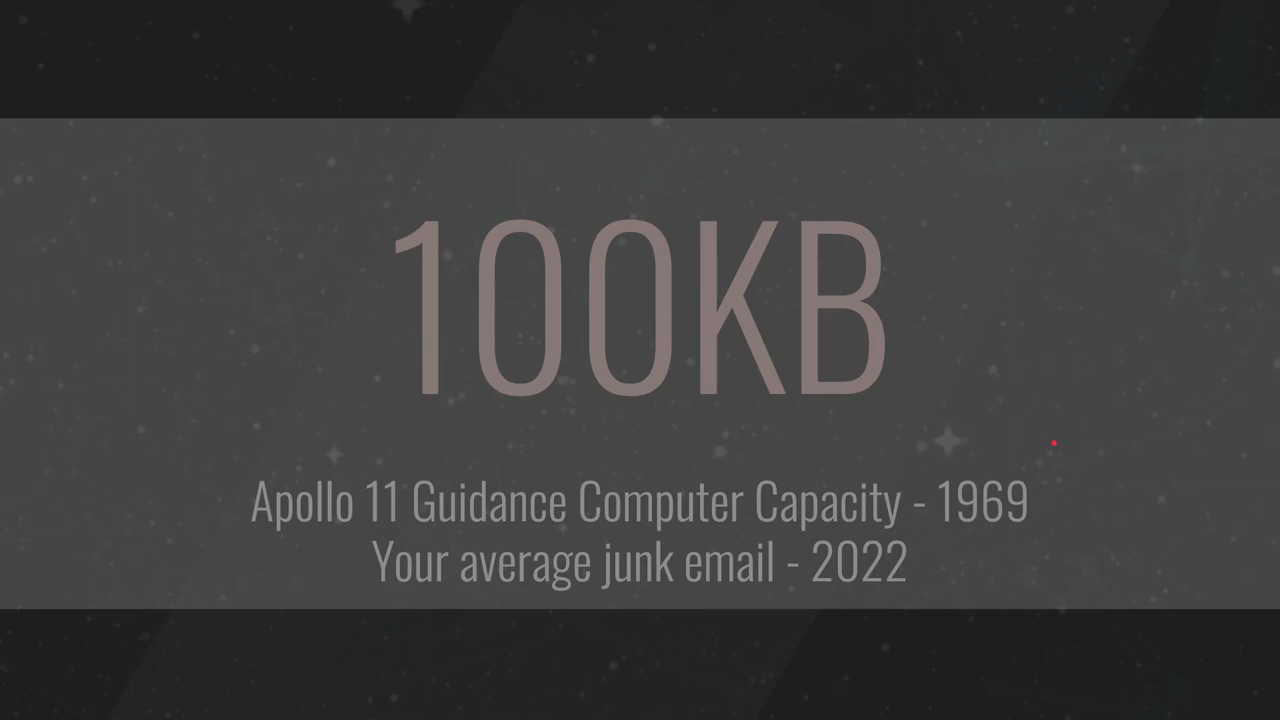 100KB
Apollo 11 Guidance Computer Capacity - 1969
Your average junk email - 2022